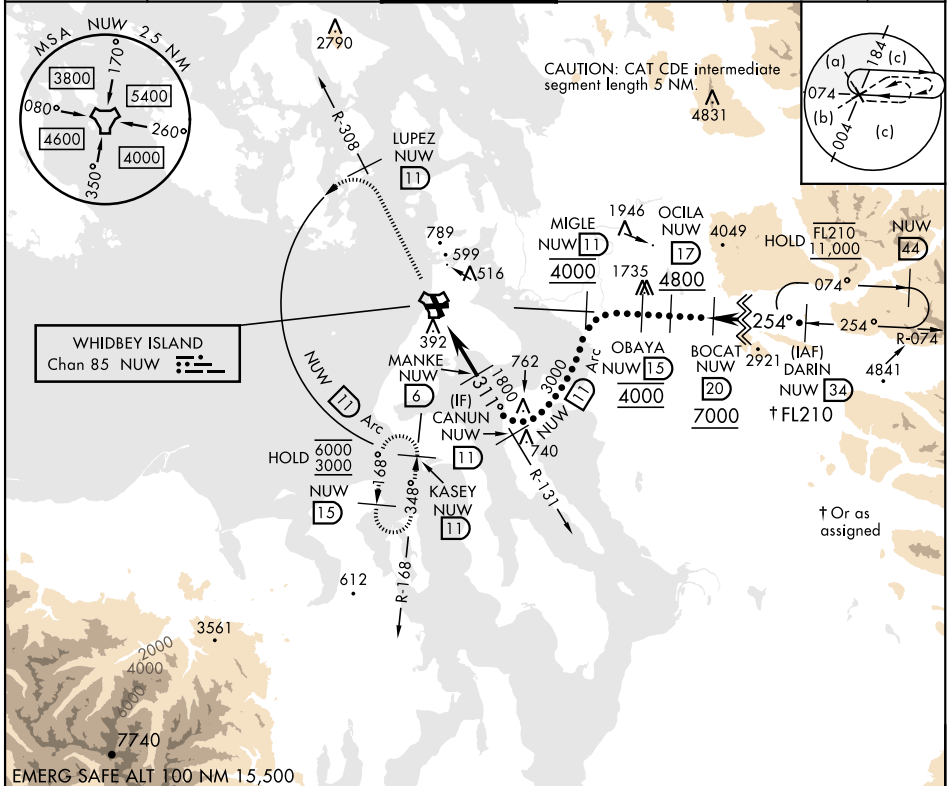 MSA NUW 25 NM
170°
3800
5400
080°
260°
4600
4000
350°
2790
R-308
LUPEZ
NUW
11
CAUTION: CAT CDE intermediate
segment length 5 NM.
4831
184
(a)
(c)
074
(b)
(c)
004
789
599
516
MIGLE
NUW 11
4000
1946
OCILA
NUW
17
4800
1735
4049
HOLD
FL210
11,000
NUW
44
074°
254°
254°
R-074
WHIDBEY ISLAND
Chan 85 NUW
392
MANKE
NUW
6
762
OBAYA
NUW 15
4000
BOCAT
NUW
20
7000
2921
(IAF)
DARIN
NUW 34
†FL210
4841
NUW 11 Arc
311°
1800
3000
NUW 11 Arc
(IF)
CANUN
NUW
11
740
R-131
HOLD
6000
3000
168°
348°
NUW
15
KASEY
NUW
11
† Or as
assigned
612
R-168
3561
2000
4000
6000
7740
EMERG SAFE ALT 100 NM 15,500